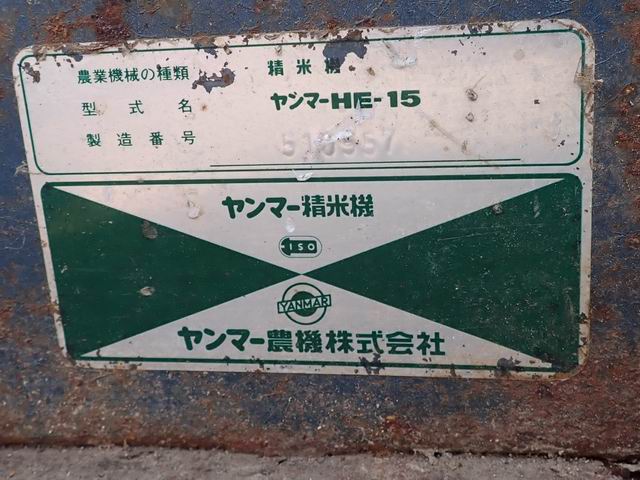 農業機械の種類 精米機
型式名 ヤンマーHE-15
製造番号
ヤンマー精米機
ISO
YANMAR
ヤンマー農機株式会社